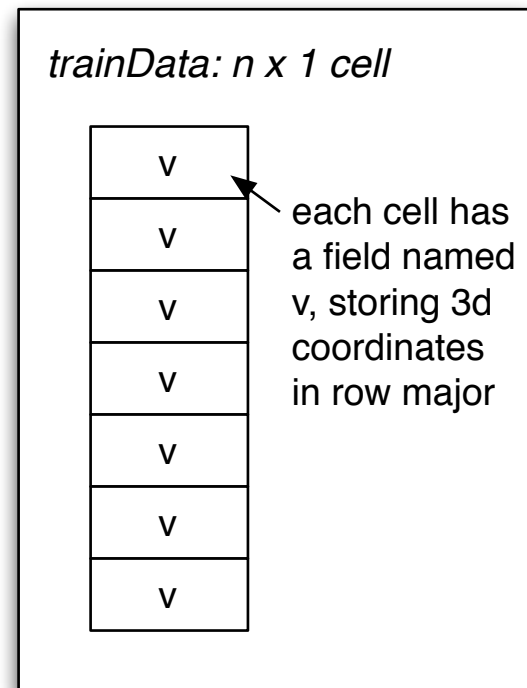 trainData: n x 1 cell
v
each cell has
a field named
v, storing 3d
coordinates
in row major
v
v
v
v
v
v